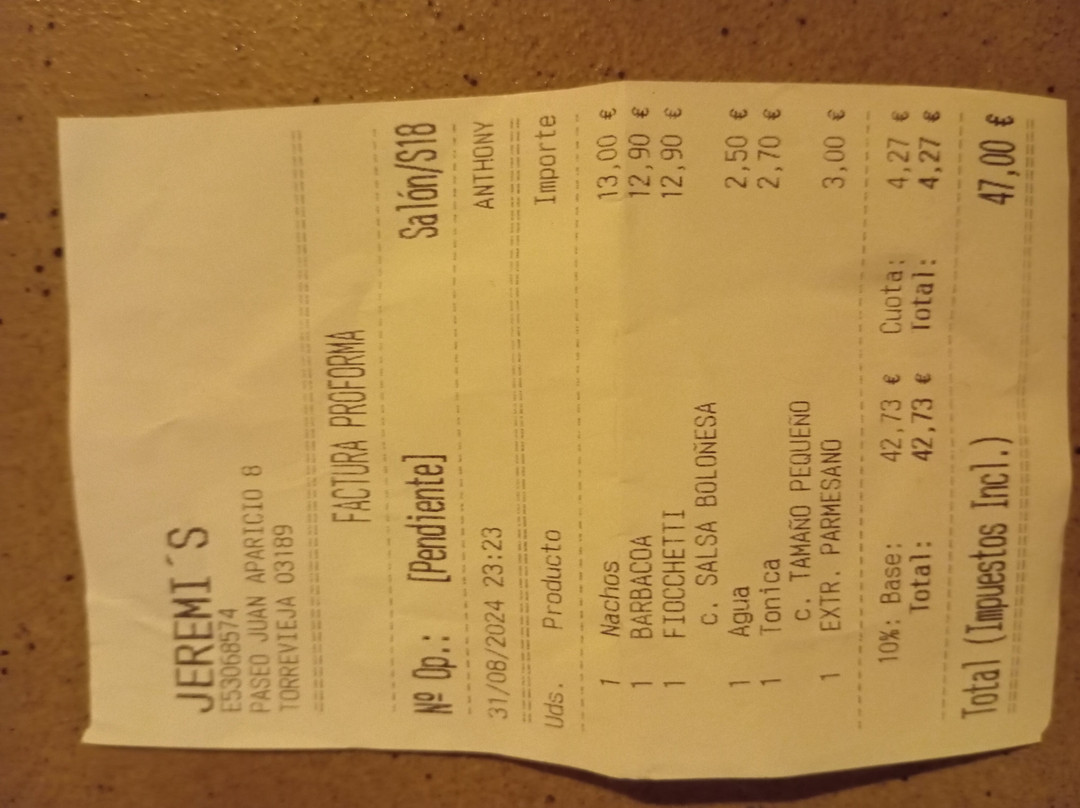 JEREMI´S
E53068574
PASEO JUAN APARICIO 8
TORREVIEJA 03189
FACTURA PROFORMA
Nº Op.: [Pendiente] Salón/S18
31/08/2024 23:23 ANTHONY
Uds. Producto Importe
1 Nachos 13,00 €
1 BARBACOA 12,90 €
1 FIOCCHETTI 12,90 €
c. SALSA BOLOÑESA
1 Agua 2,50 €
1 Tonica 2,70 €
c. TAMAÑO PEQUEÑO
1 EXTR. PARMESANO 3,00 €
10%: Base: 42,73 € Cuota: 4,27 €
Total: 42,73 € Total: 4,27 €
Total (Impuestos Incl.) 47,00 €